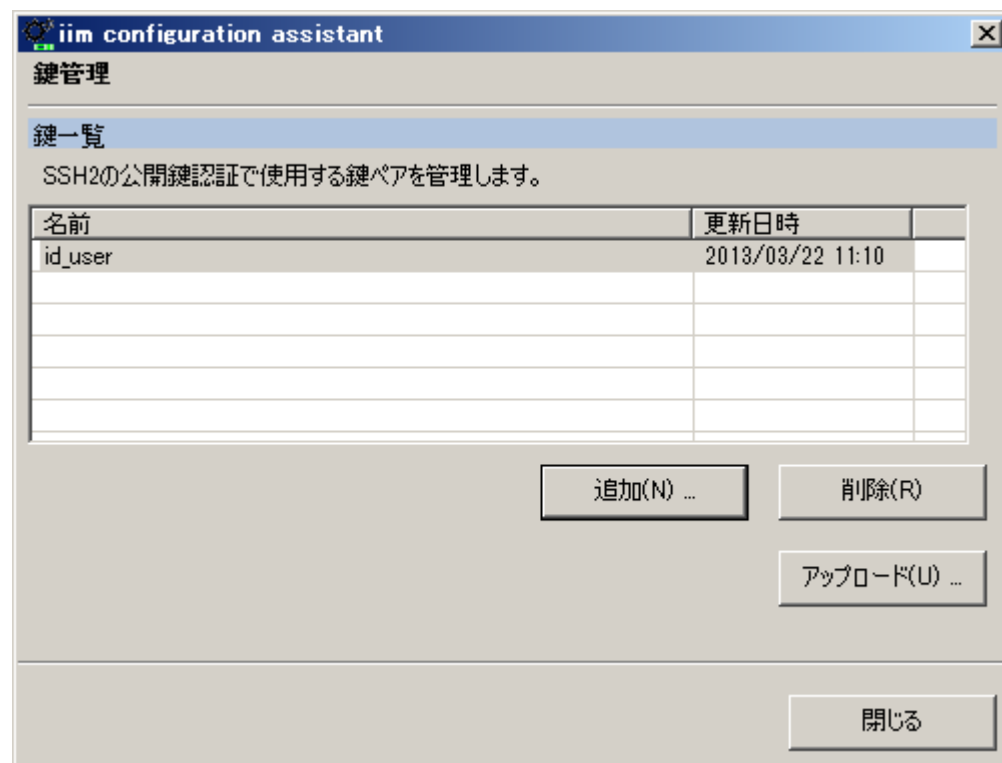 iim configuration assistant
鍵管理
鍵一覧
SSH2の公開鍵認証で使用する鍵ペアを管理します。
名前 更新日時
id_user 2013/03/22 11:10
追加(N) ... 削除(R)
アップロード(U) ...
閉じる